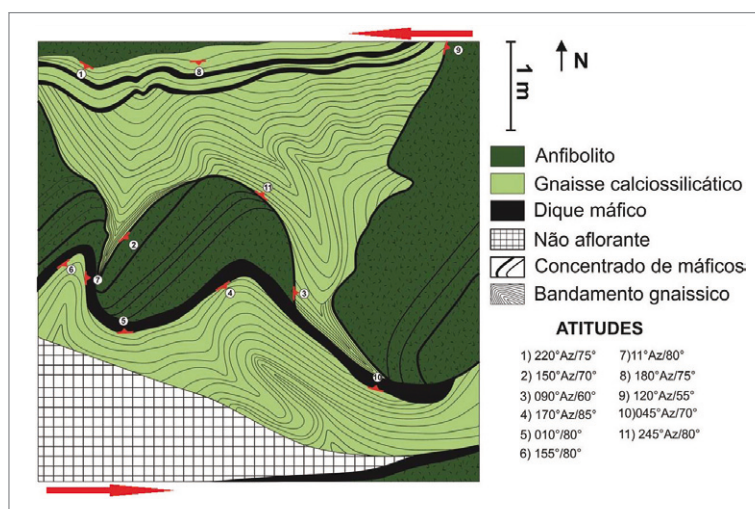 1 m
N
Anfibolito
Gnaisse calciossilicático
Dique máfico
Não aflorante
Concentrado de máficos
Bandamento gnaissico
ATITUDES
1) 220°Az/75° 7)11°Az/80°
2) 150°Az/70° 8) 180°Az/75°
3) 090°Az/60° 9) 120°Az/55°
4) 170°Az/85° 10)045°Az/70°
5) 010°/80° 11) 245°Az/80°
6) 155°/80°
9
1
8
11
2
6
7
4
3
5
10